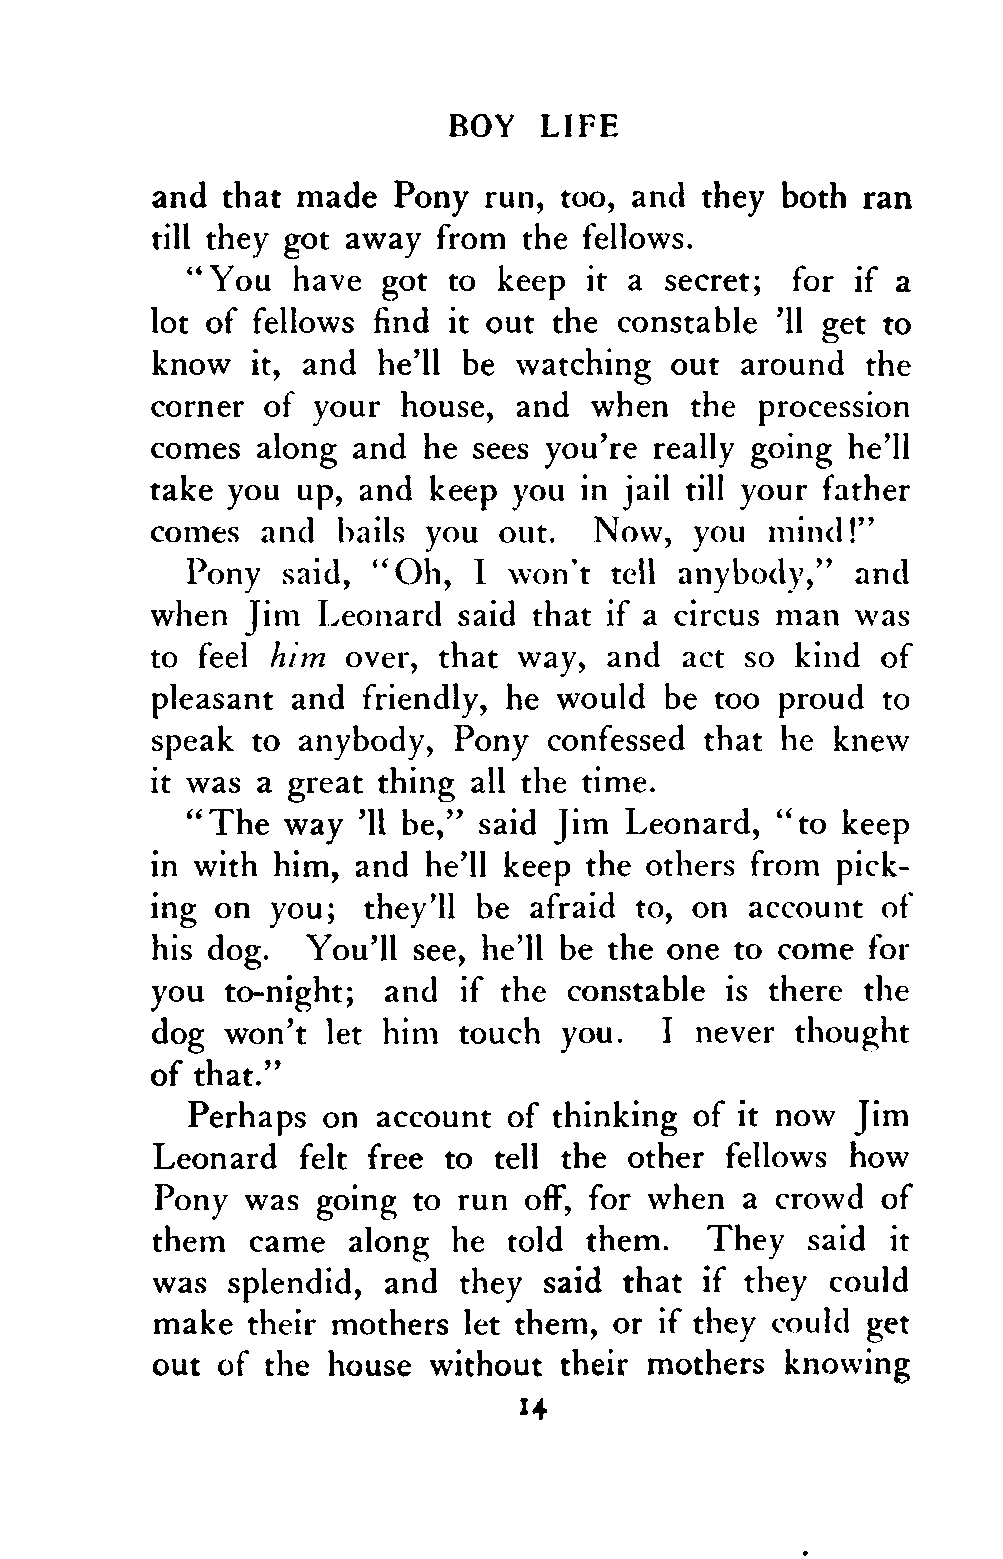 BOY LIFE
and that made Pony run, too, and they both ran
till they got away from the fellows.
“You have got to keep it a secret; for if a
lot of fellows find it out the constable ’ll get to
know it, and he’ll be watching out around the
corner of your house, and when the procession
comes along and he sees you’re really going he’ll
take you up, and keep you in jail till your father
comes and bails you out. Now, you mind!”
Pony said, “Oh, I won’t tell anybody,” and
when Jim Leonard said that if a circus man was
to feel him over, that way, and act so kind of
pleasant and friendly, he would be too proud to
speak to anybody, Pony confessed that he knew
it was a great thing all the time.
“The way ’ll be,” said Jim Leonard, “to keep
in with him, and he’ll keep the others from pick-
ing on you; they’ll be afraid to, on account of
his dog. You’ll see, he’ll be the one to come for
you to-night; and if the constable is there the
dog won’t let him touch you. I never thought
of that.”
Perhaps on account of thinking of it now Jim
Leonard felt free to tell the other fellows how
Pony was going to run off, for when a crowd of
them came along he told them. They said it
was splendid, and they said that if they could
make their mothers let them, or if they could get
out of the house without their mothers knowing
14